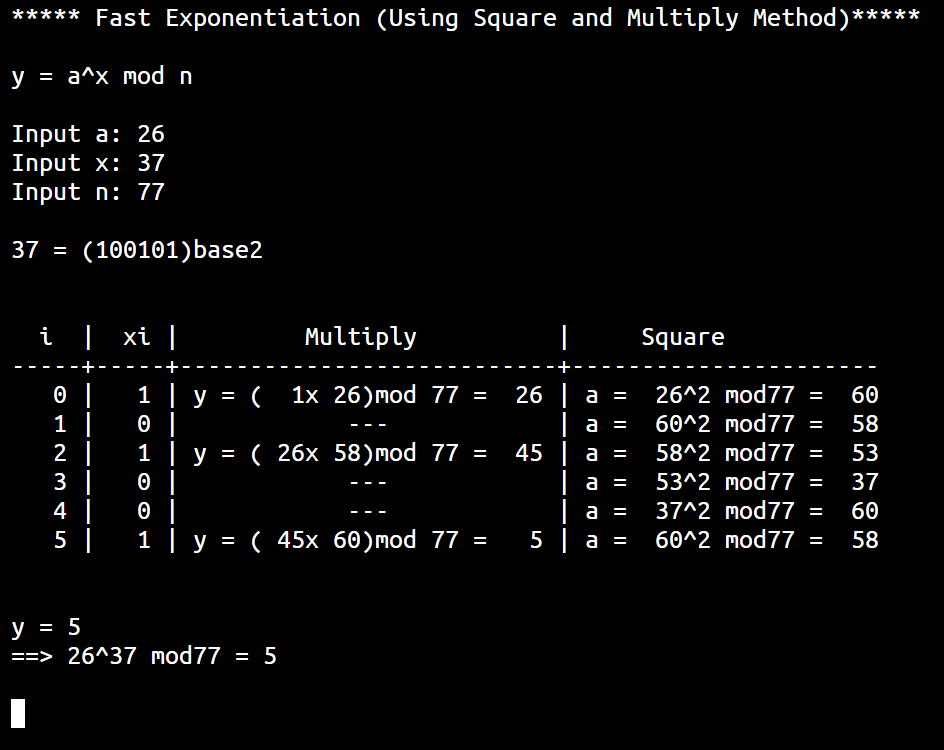 ***** Fast Exponentiation (Using Square and Multiply Method)*****
y = a^x mod n
Input a: 26
Input x: 37
Input n: 77
37 = (100101)base2
  i  |  xi |         Multiply          |     Square
-----+-----+---------------------------+----------------------
   0 |   1 | y = (  1x 26)mod 77 =  26 | a =  26^2 mod77 =  60
   1 |   0 |            ---            | a =  60^2 mod77 =  58
   2 |   1 | y = ( 26x 58)mod 77 =  45 | a =  58^2 mod77 =  53
   3 |   0 |            ---            | a =  53^2 mod77 =  37
   4 |   0 |            ---            | a =  37^2 mod77 =  60
   5 |   1 | y = ( 45x 60)mod 77 =   5 | a =  60^2 mod77 =  58
y = 5
==> 26^37 mod77 = 5